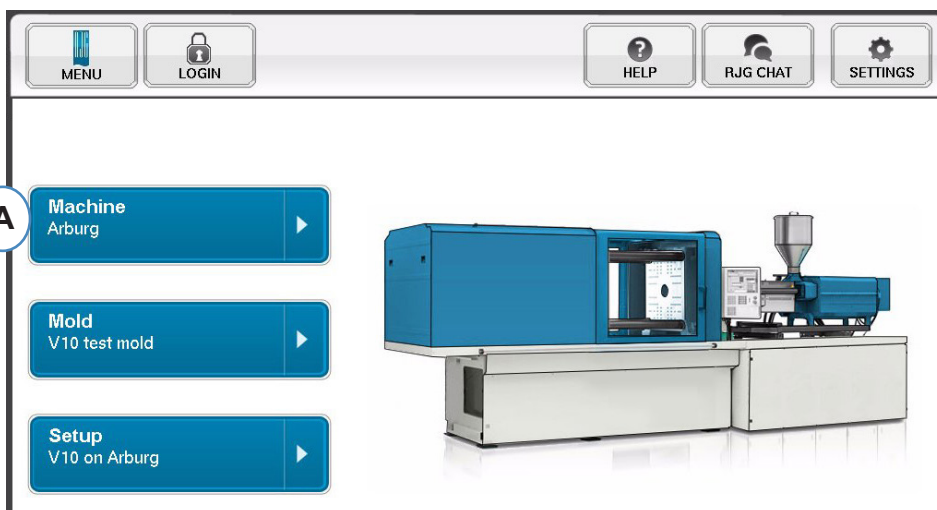 MENU
LOGIN
HELP
RJG CHAT
SETTINGS
A
Machine
Arburg
Mold
V10 test mold
Setup
V10 on Arburg